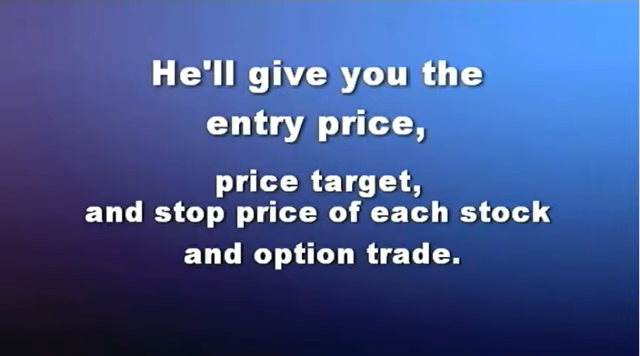 He'll give you the
entry price,
price target,
and stop price of each stock
and option trade.